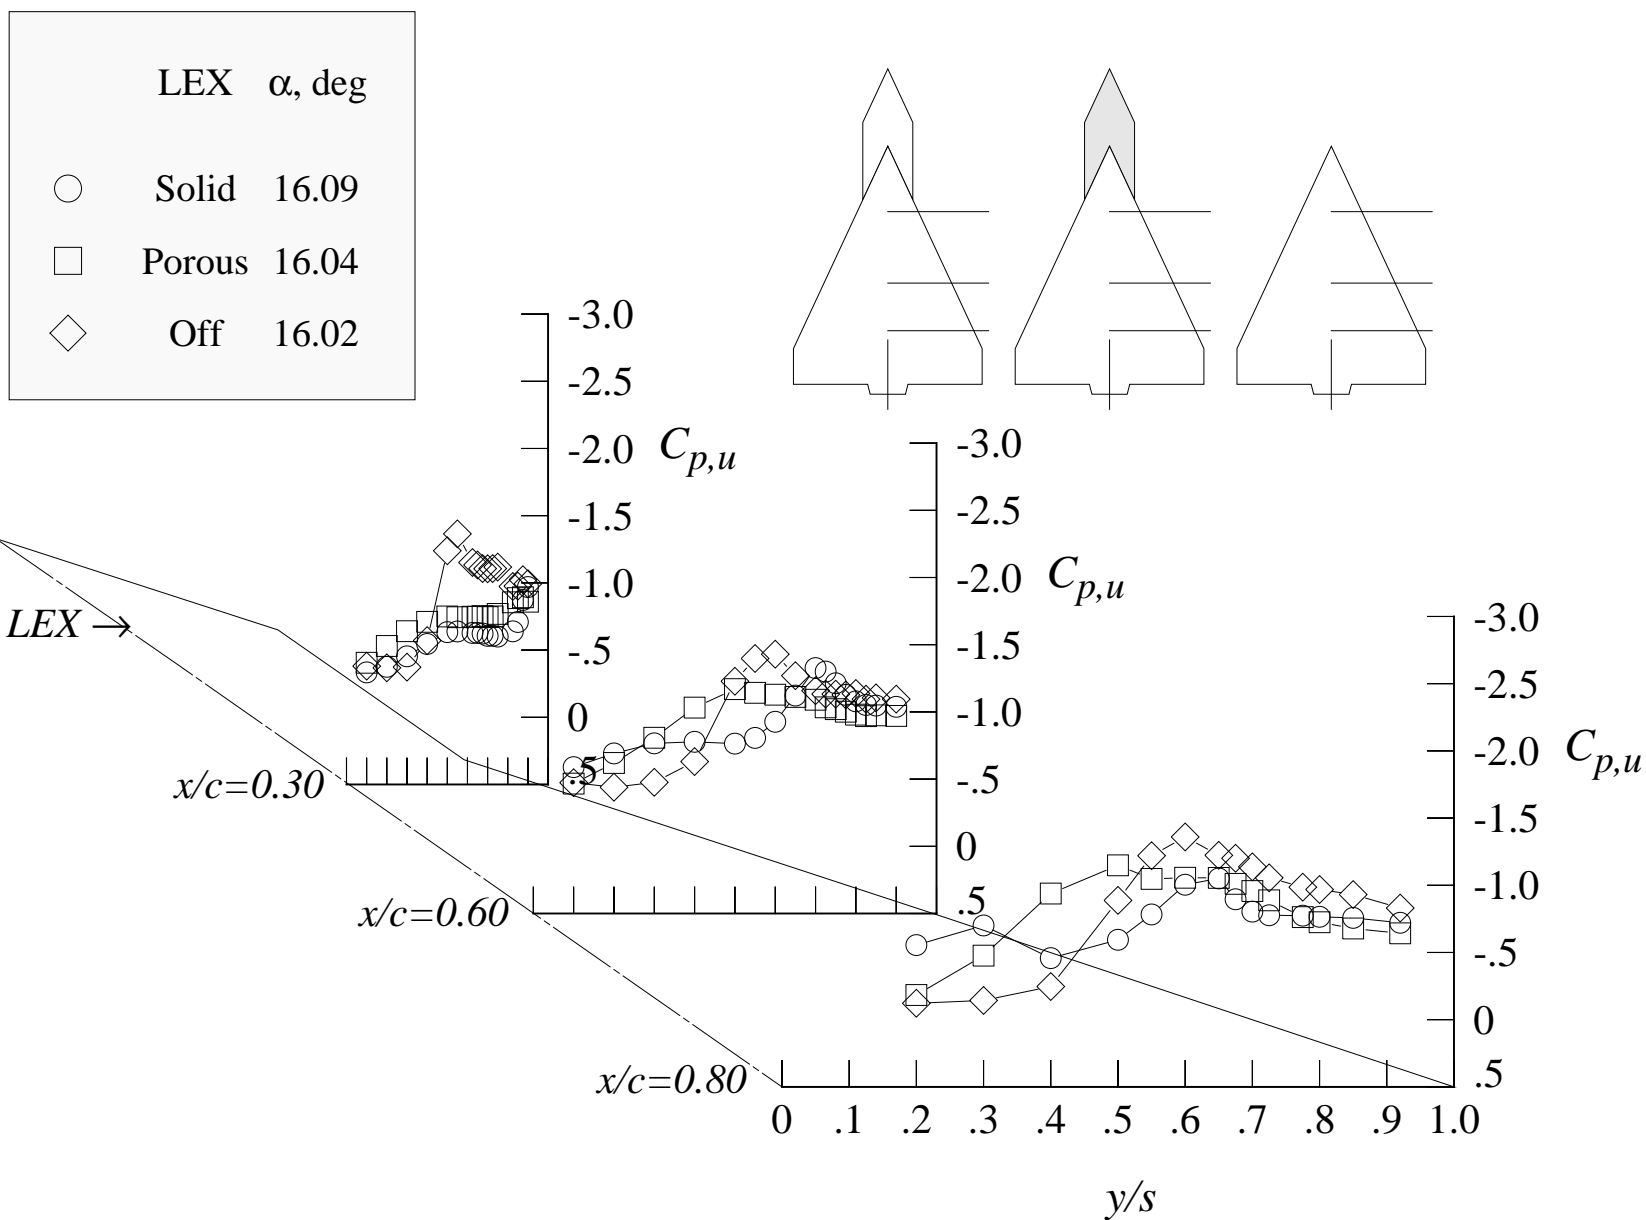 LEX α, deg
Solid 16.09
Porous 16.04
Off 16.02
-3.0
-2.5
-2.0 Cp,u
-1.5
-1.0
-.5
0
.5
x/c=0.30
LEX →
-3.0
-2.5
-2.0 Cp,u
-1.5
-1.0
-.5
0
.5
x/c=0.60
-3.0
-2.5
-2.0 Cp,u
-1.5
-1.0
-.5
0
.5
x/c=0.80
0 .1 .2 .3 .4 .5 .6 .7 .8 .9 1.0
y/s